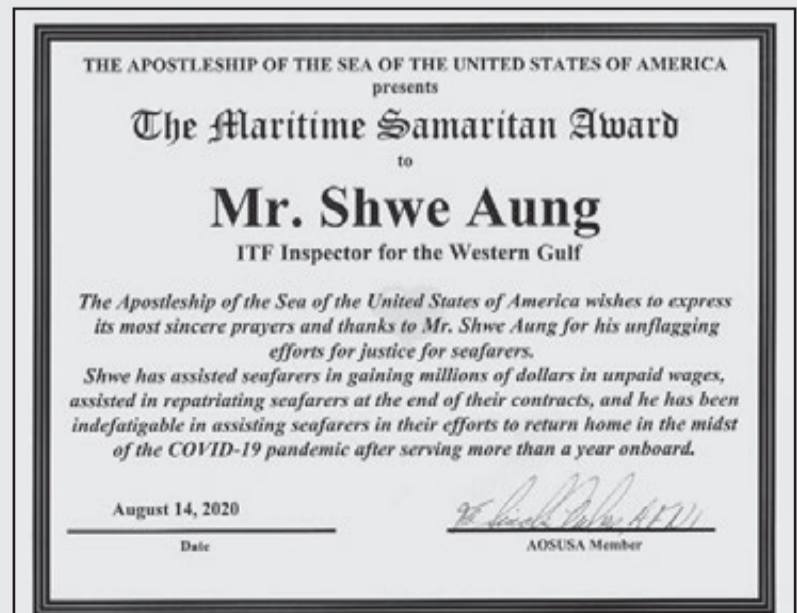 THE APOSTLESHIP OF THE SEA OF THE UNITED STATES OF AMERICA
presents
The Maritime Samaritan Award
to
Mr. Shwe Aung
ITF Inspector for the Western Gulf
The Apostleship of the Sea of the United States of America wishes to express
its most sincere prayers and thanks to Mr. Shwe Aung for his unflagging
efforts for justice for seafarers.
Shwe has assisted seafarers in gaining millions of dollars in unpaid wages,
assisted in repatriating seafarers at the end of their contracts, and he has been
indefatigable in assisting seafarers in their efforts to return home in the midst
of the COVID-19 pandemic after serving more than a year onboard.
August 14, 2020
Date
AOSUSA Member